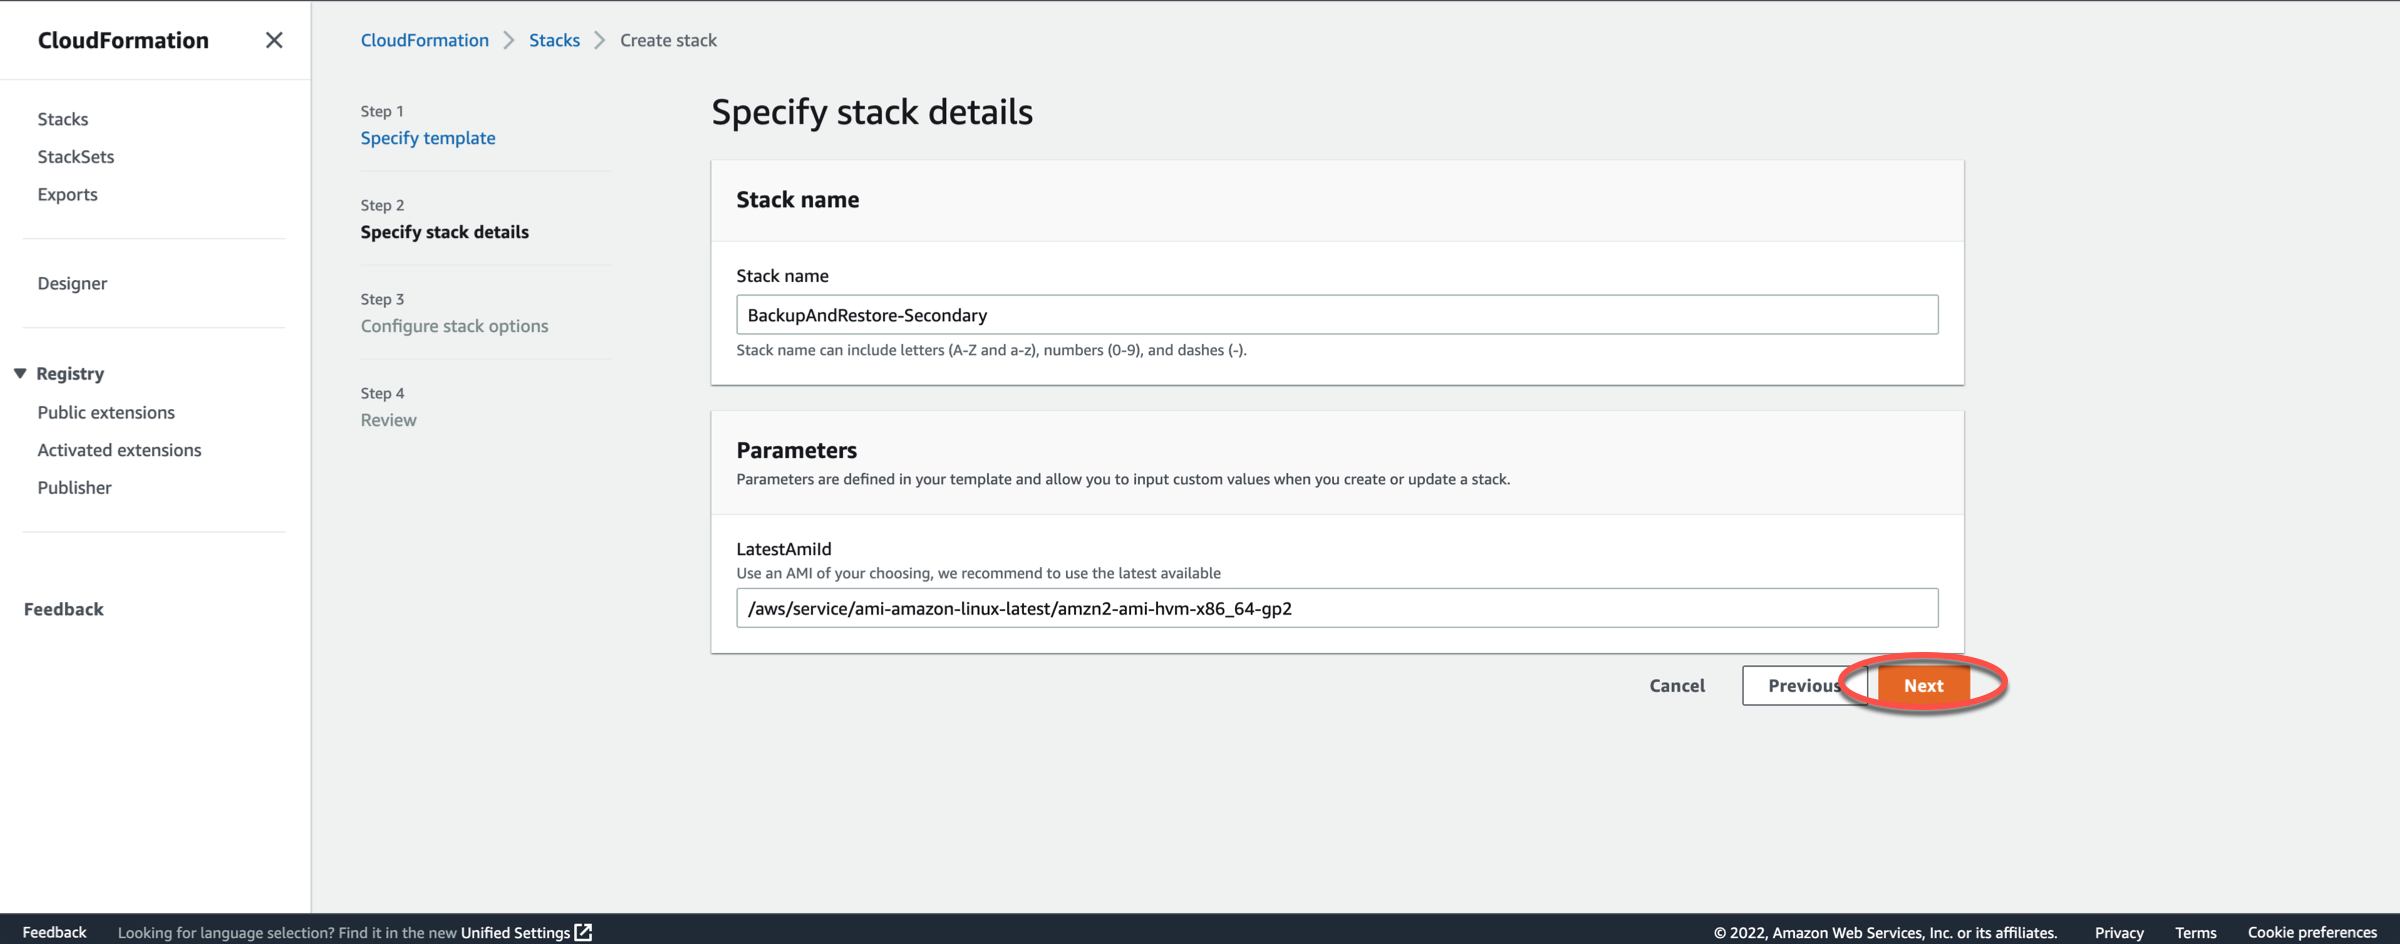 CloudFormation
Stacks
StackSets
Exports
Designer
Registry
Public extensions
Activated extensions
Publisher
Feedback
CloudFormation Stacks Create stack
Step 1
Specify template
Step 2
Specify stack details
Step 3
Configure stack options
Step 4
Review
Specify stack details
Stack name
Stack name
BackupAndRestore-Secondary
Stack name can include letters (A-Z and a-z), numbers (0-9), and dashes (-).
Parameters
Parameters are defined in your template and allow you to input custom values when you create or update a stack.
LatestAmiId
Use an AMI of your choosing, we recommend to use the latest available
/aws/service/ami-amazon-linux-latest/amzn2-ami-hvm-x86_64-gp2
Cancel Previous Next
Feedback Looking for language selection? Find it in the new Unified Settings © 2022, Amazon Web Services, Inc. or its affiliates. Privacy Terms Cookie preferences